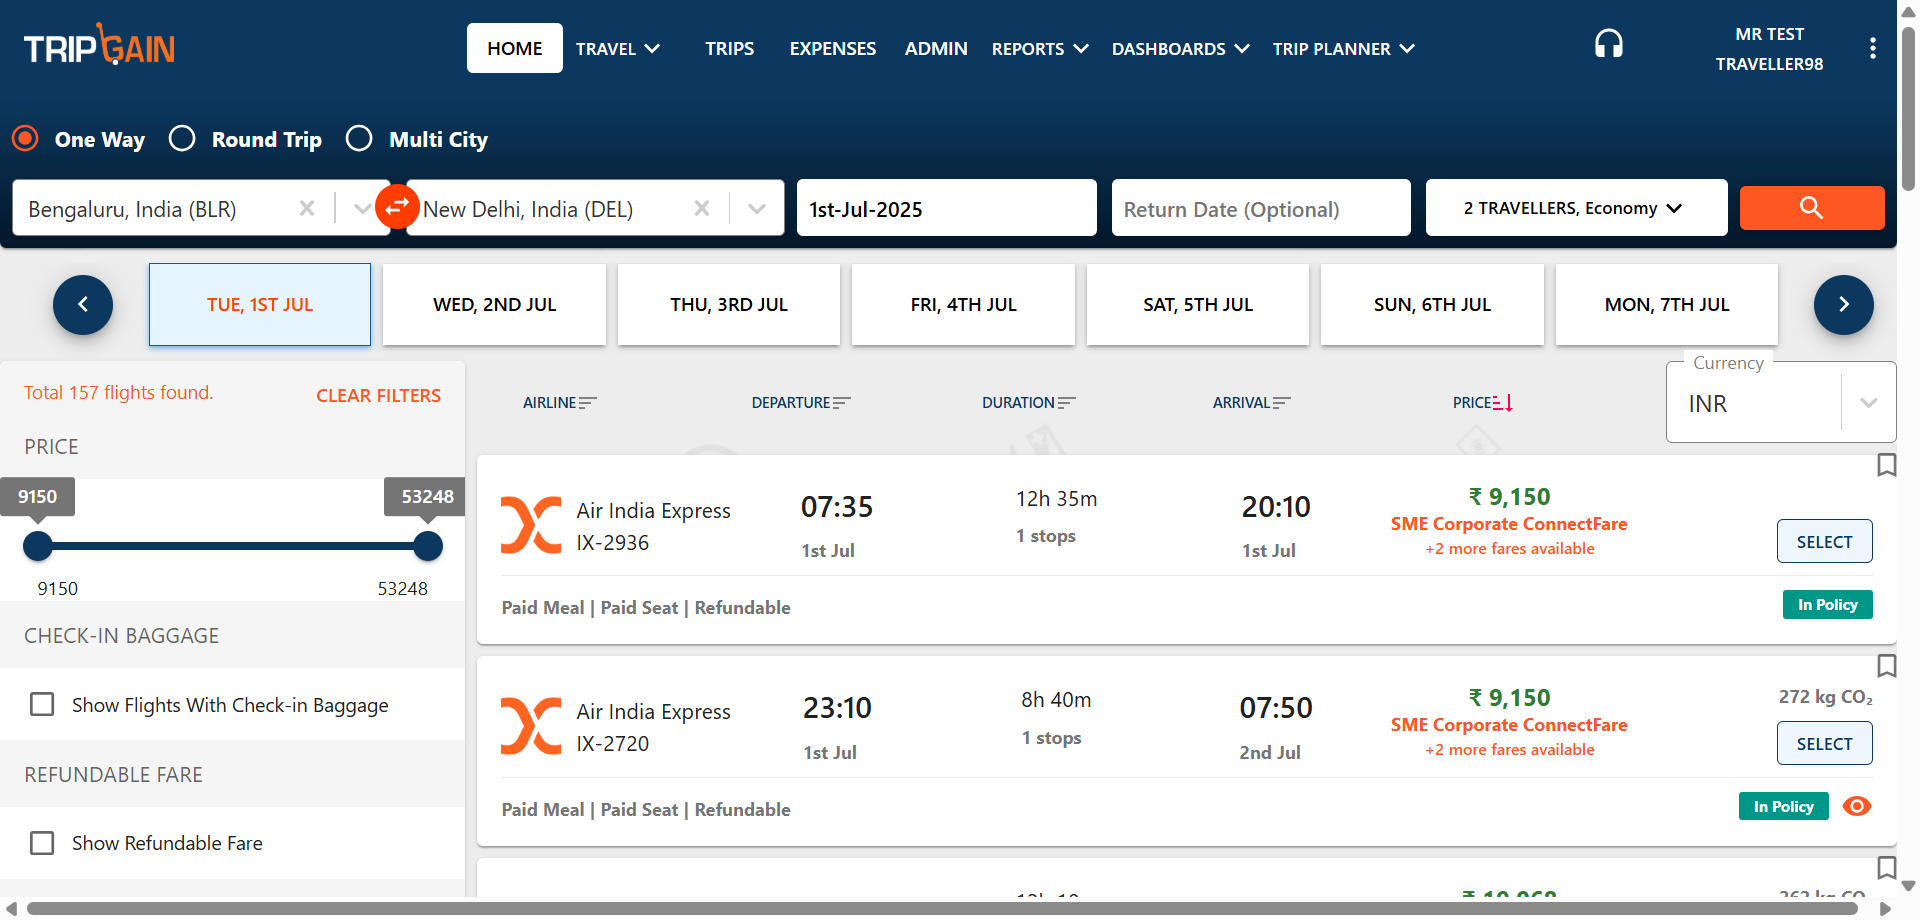 TRIPGAIN
HOME
TRAVEL
TRIPS
EXPENSES
ADMIN
REPORTS
DASHBOARDS
TRIP PLANNER
MR TEST
TRAVELLER98
One Way
Round Trip
Multi City
Bengaluru, India (BLR)
New Delhi, India (DEL)
1st-Jul-2025
Return Date (Optional)
2 TRAVELLERS, Economy
TUE, 1ST JUL
WED, 2ND JUL
THU, 3RD JUL
FRI, 4TH JUL
SAT, 5TH JUL
SUN, 6TH JUL
MON, 7TH JUL
Total 157 flights found.
CLEAR FILTERS
PRICE
9150
53248
9150
53248
CHECK-IN BAGGAGE
Show Flights With Check-in Baggage
REFUNDABLE FARE
Show Refundable Fare
AIRLINE
DEPARTURE
DURATION
ARRIVAL
PRICE
Currency
INR
Air India Express
IX-2936
07:35
1st Jul
12h 35m
1 stops
20:10
1st Jul
₹ 9,150
SME Corporate ConnectFare
+2 more fares available
SELECT
Paid Meal | Paid Seat | Refundable
In Policy
Air India Express
IX-2720
23:10
1st Jul
8h 40m
1 stops
07:50
2nd Jul
₹ 9,150
SME Corporate ConnectFare
+2 more fares available
272 kg CO₂
SELECT
Paid Meal | Paid Seat | Refundable
In Policy